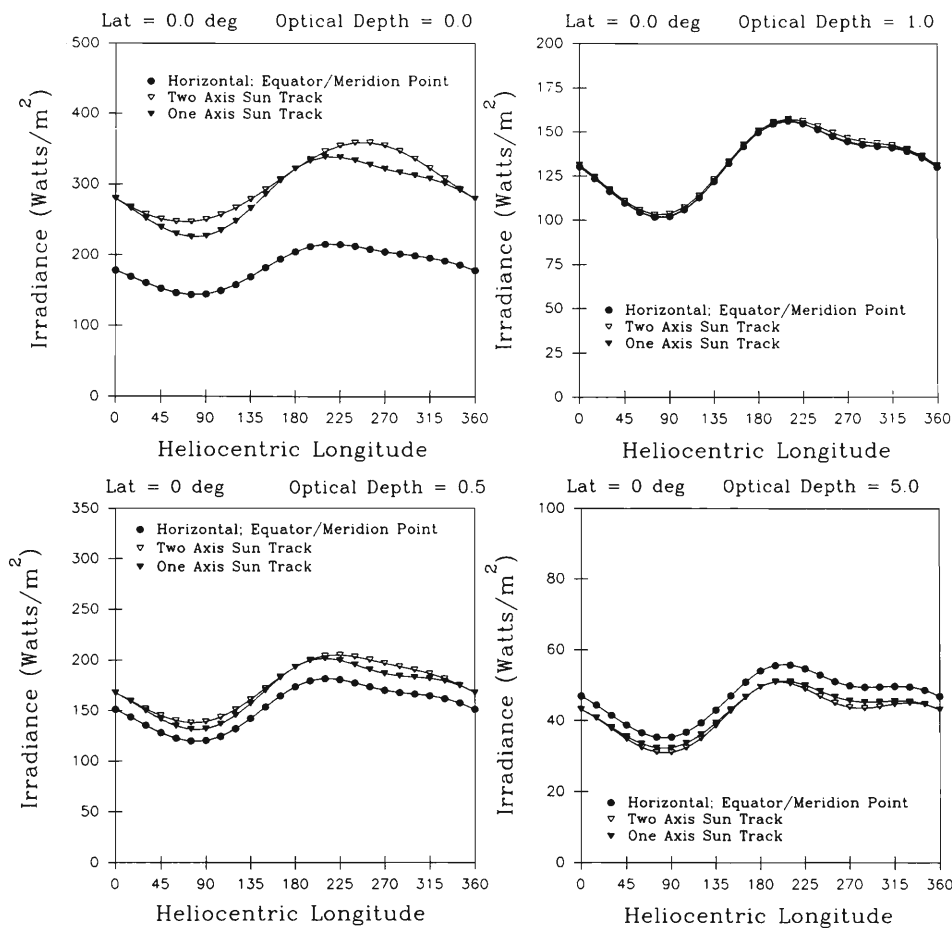 Lat = 0.0 deg Optical Depth = 0.0
500
400
300
200
100
0
Irradiance (Watts/m²)
Horizontal; Equator/Meridion Point
Two Axis Sun Track
One Axis Sun Track
0 45 90 135 180 225 270 315 360
Heliocentric Longitude
Lat = 0.0 deg Optical Depth = 1.0
200
175
150
125
100
75
50
25
0
Irradiance (Watts/m²)
Horizontal; Equator/Meridion Point
Two Axis Sun Track
One Axis Sun Track
0 45 90 135 180 225 270 315 360
Heliocentric Longitude
Lat = 0 deg Optical Depth = 0.5
350
300
250
200
150
100
50
0
Irradiance (Watts/m²)
Horizontal; Equator/Meridion Point
Two Axis Sun Track
One Axis Sun Track
0 45 90 135 180 225 270 315 360
Heliocentric Longitude
Lat = 0 deg Optical Depth = 5.0
100
80
60
40
20
0
Irradiance (Watts/m²)
Horizontal; Equator/Meridion Point
Two Axis Sun Track
One Axis Sun Track
0 45 90 135 180 225 270 315 360
Heliocentric Longitude